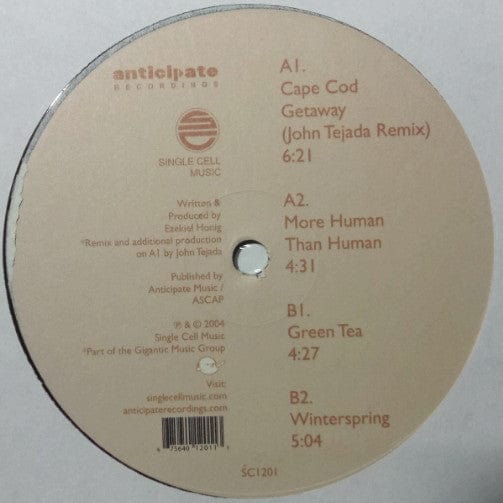 anticipate
RECORDINGS
SINGLE CELL
MUSIC
Written &
Produced by
Ezekiel Honig
*Remix and additional production
on A1 by John Tejada
Published by
Anticipate Music /
ASCAP
℗ & © 2004
Single Cell Music
*Part of the Gigantic Music Group
Visit:
singlecellmusic.com
anticipaterecordings.com
A1.
Cape Cod
Getaway
(John Tejada Remix)
6:21
A2.
More Human
Than Human
4:31
B1.
Green Tea
4:27
B2.
Winterspring
5:04
SC1201